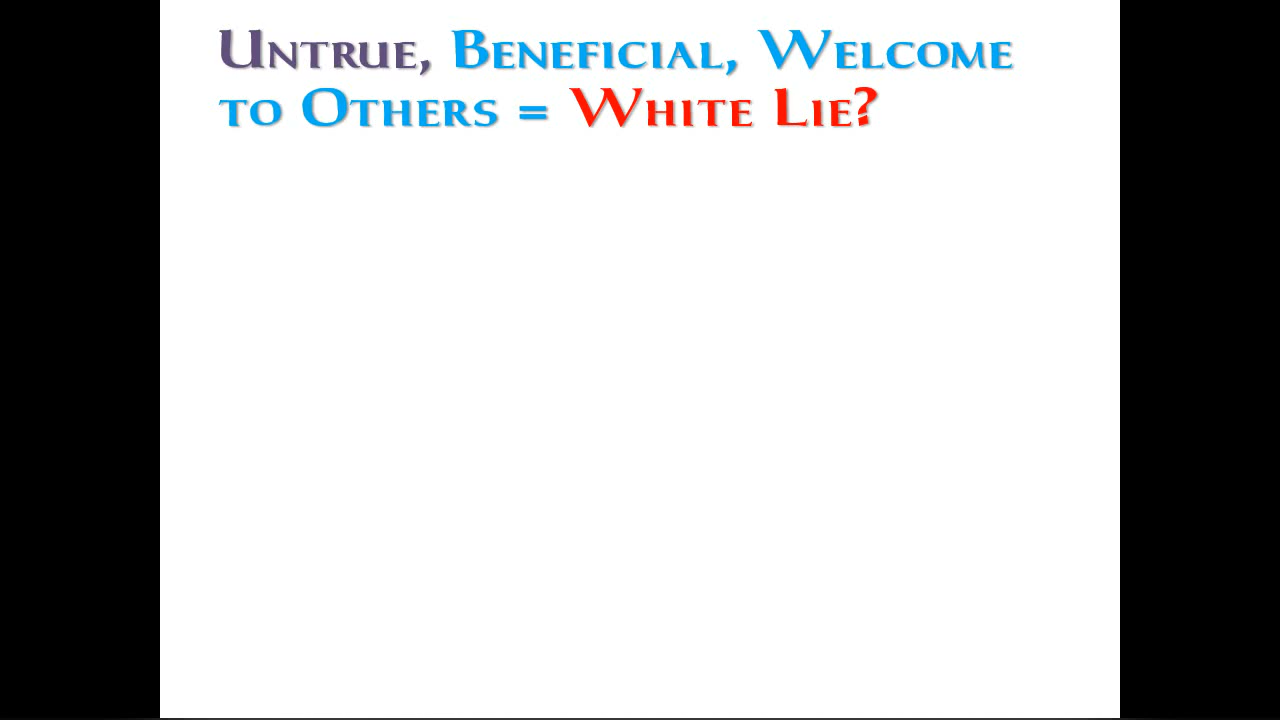 Untrue, Beneficial, Welcome
to Others = White Lie?